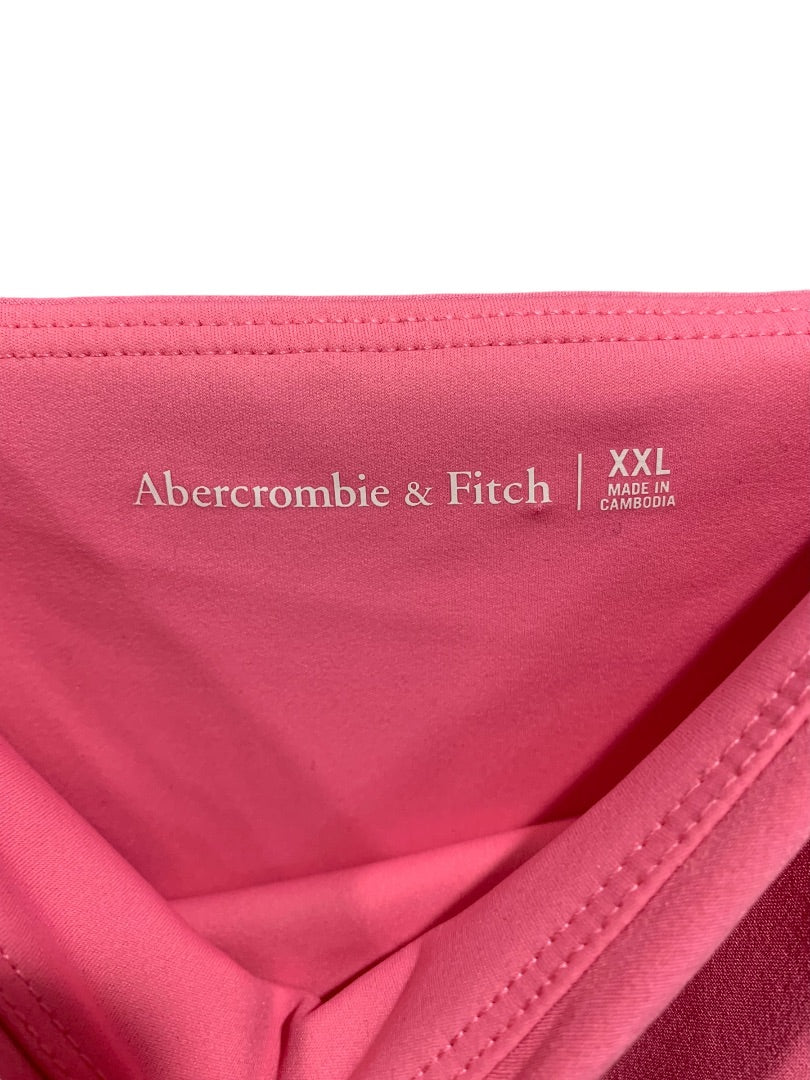 Abercrombie & Fitch | XXL
MADE IN
CAMBODIA